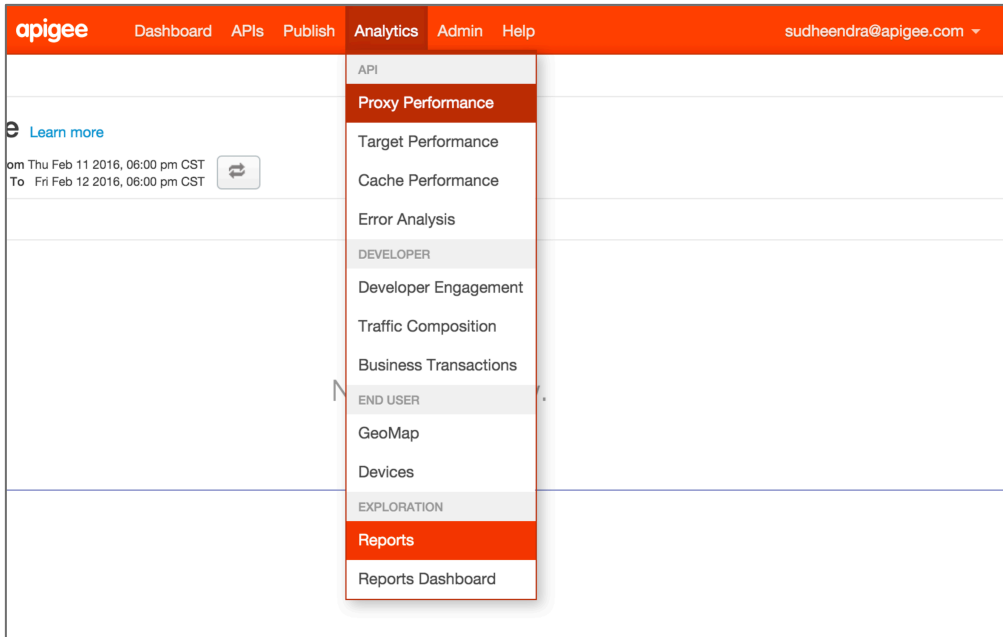 apigee Dashboard APIs Publish Analytics Admin Help sudheendra@apigee.com
API
Proxy Performance
e Learn more
Target Performance
om Thu Feb 11 2016, 06:00 pm CST
To Fri Feb 12 2016, 06:00 pm CST
Cache Performance
Error Analysis
DEVELOPER
Developer Engagement
Traffic Composition
Business Transactions
END USER
GeoMap
Devices
EXPLORATION
Reports
Reports Dashboard